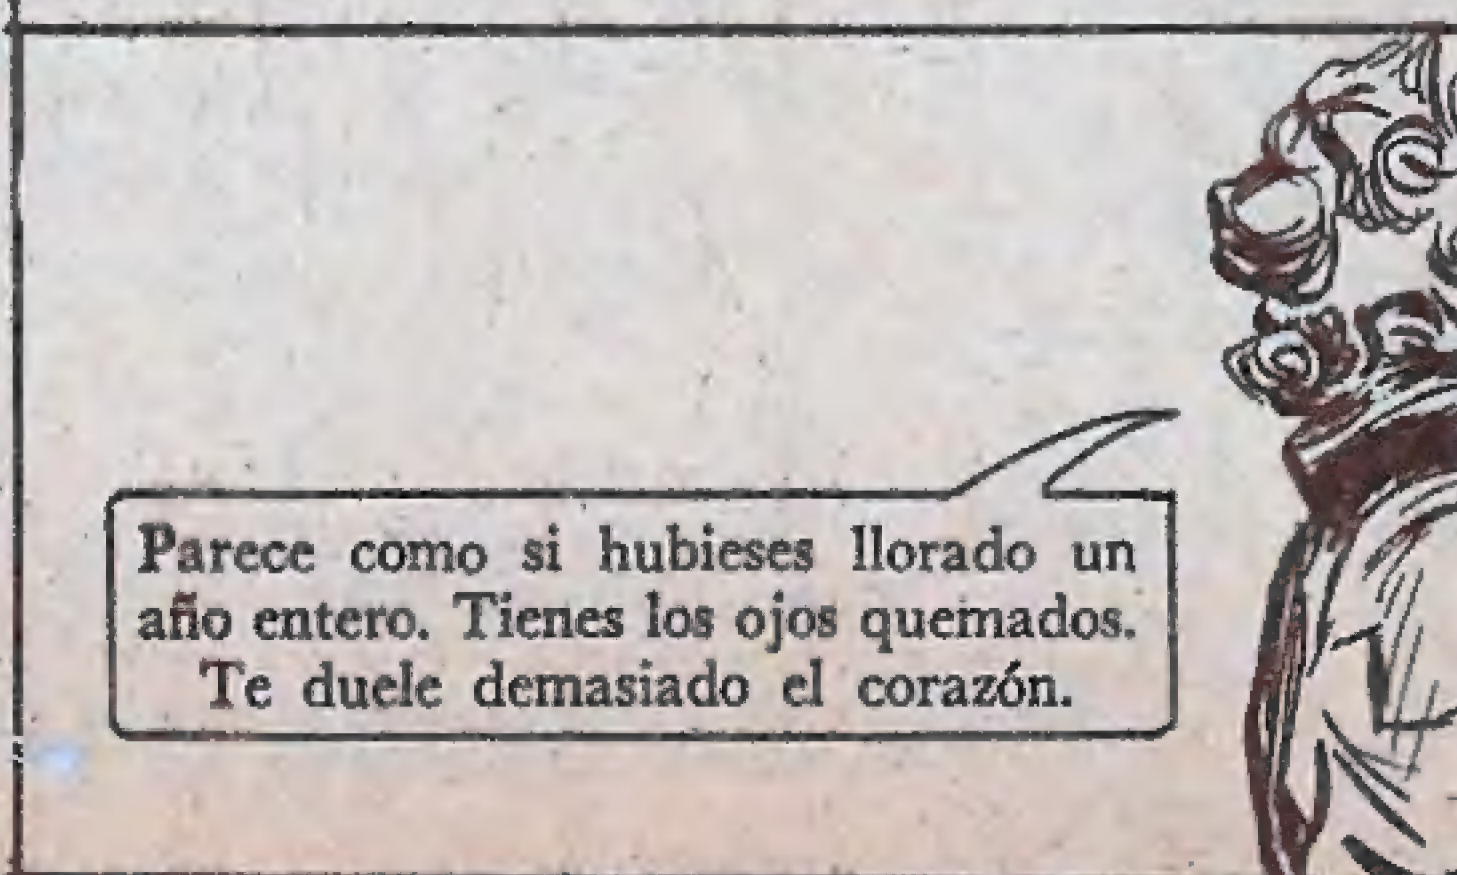 Parece como si hubieses llorado un
año entero. Tienes los ojos quemados.
Te duele demasiado el corazón.